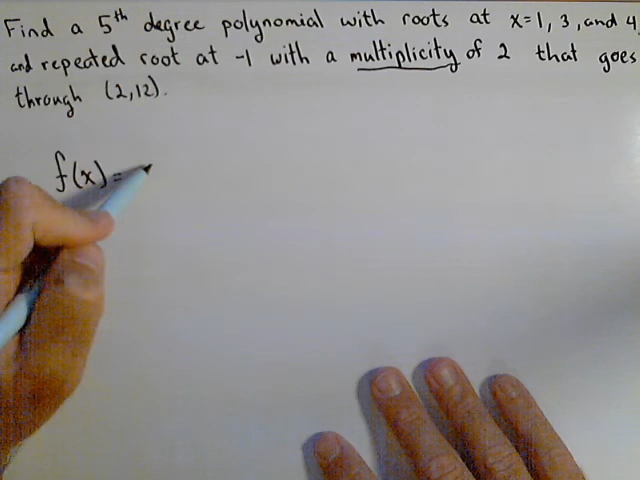 Find a 5th degree polynomial with roots at x=1, 3, and 4,
and repeated root at -1 with a multiplicity of 2 that goes
through (2,12).
f(x)=